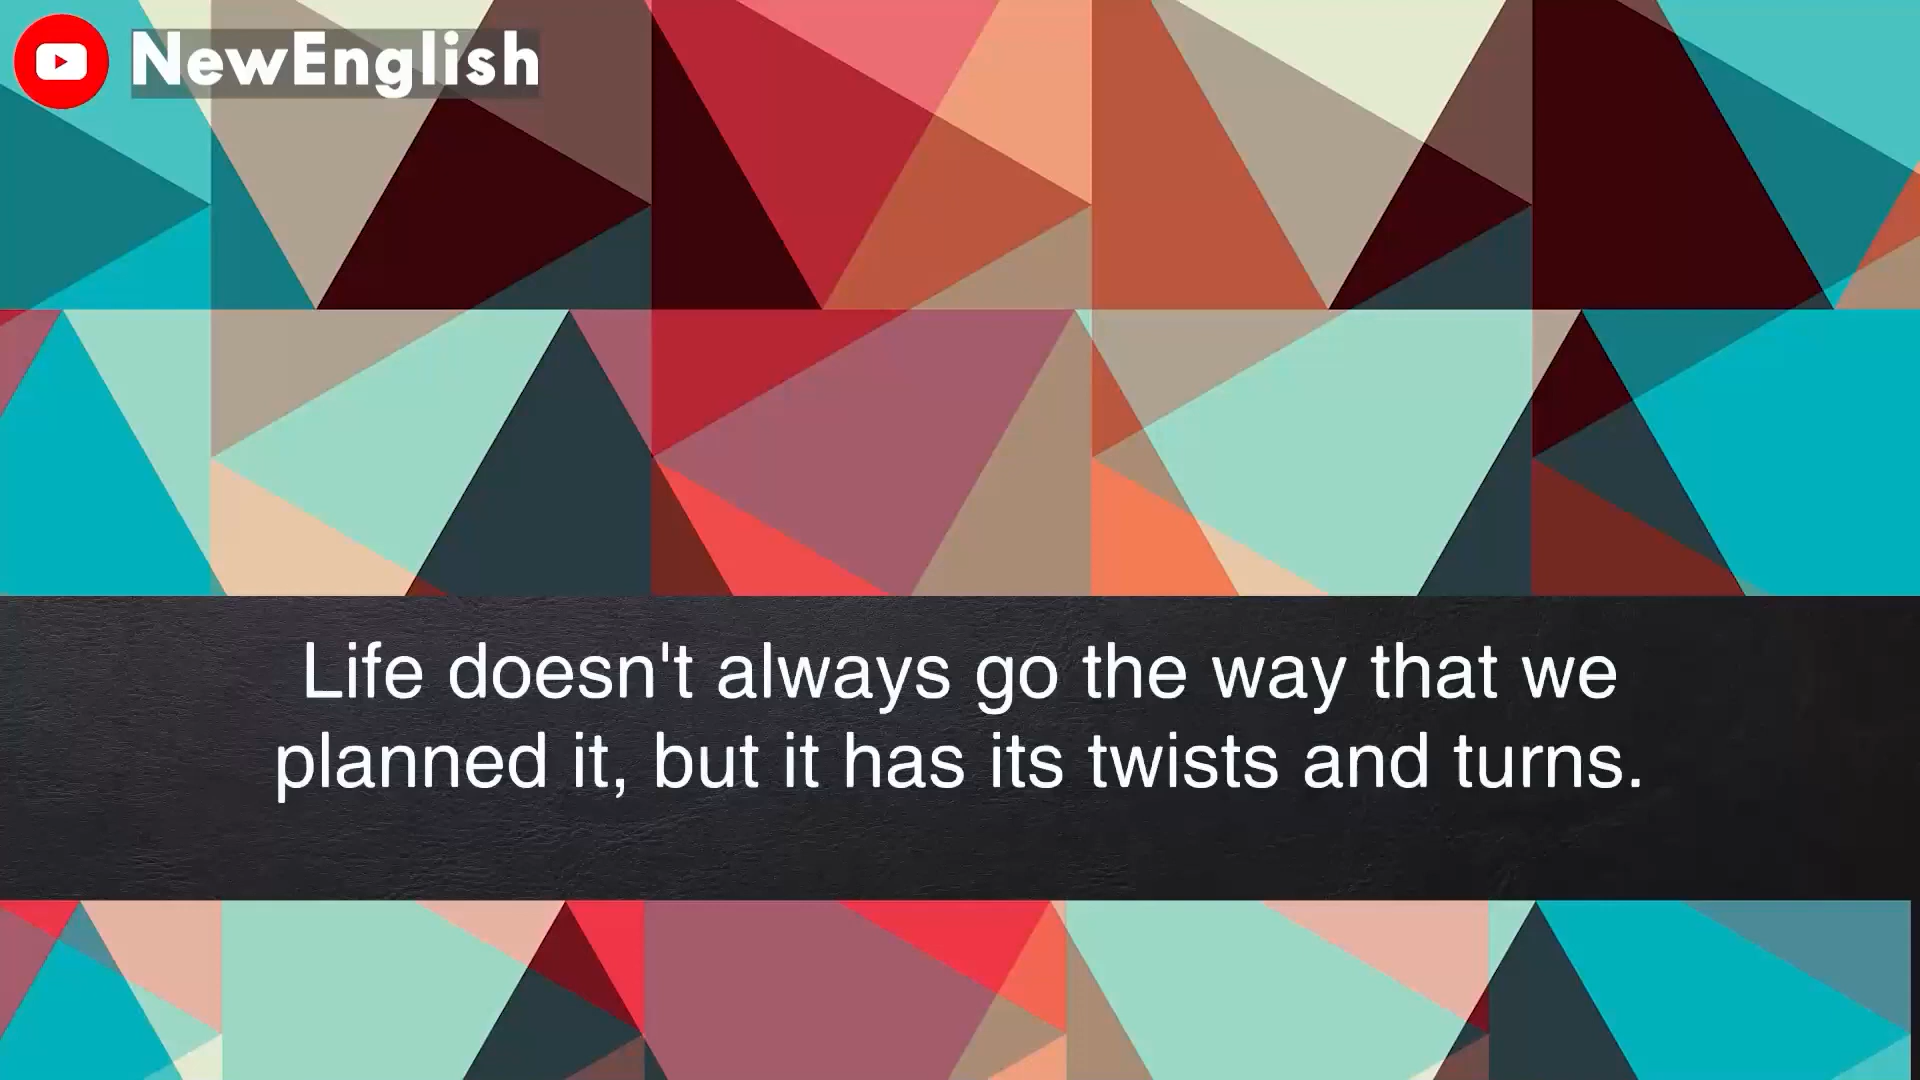 NewEnglish
Life doesn't always go the way that we
planned it, but it has its twists and turns.